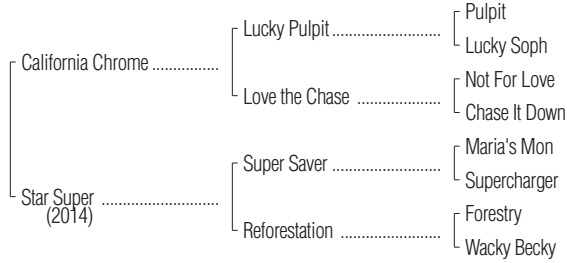 Pulpit
Lucky Pulpit
Lucky Soph
California Chrome
Not For Love
Love the Chase
Chase It Down
Maria's Mon
Super Saver
Supercharger
Star Super
(2014)
Forestry
Reforestation
Wacky Becky